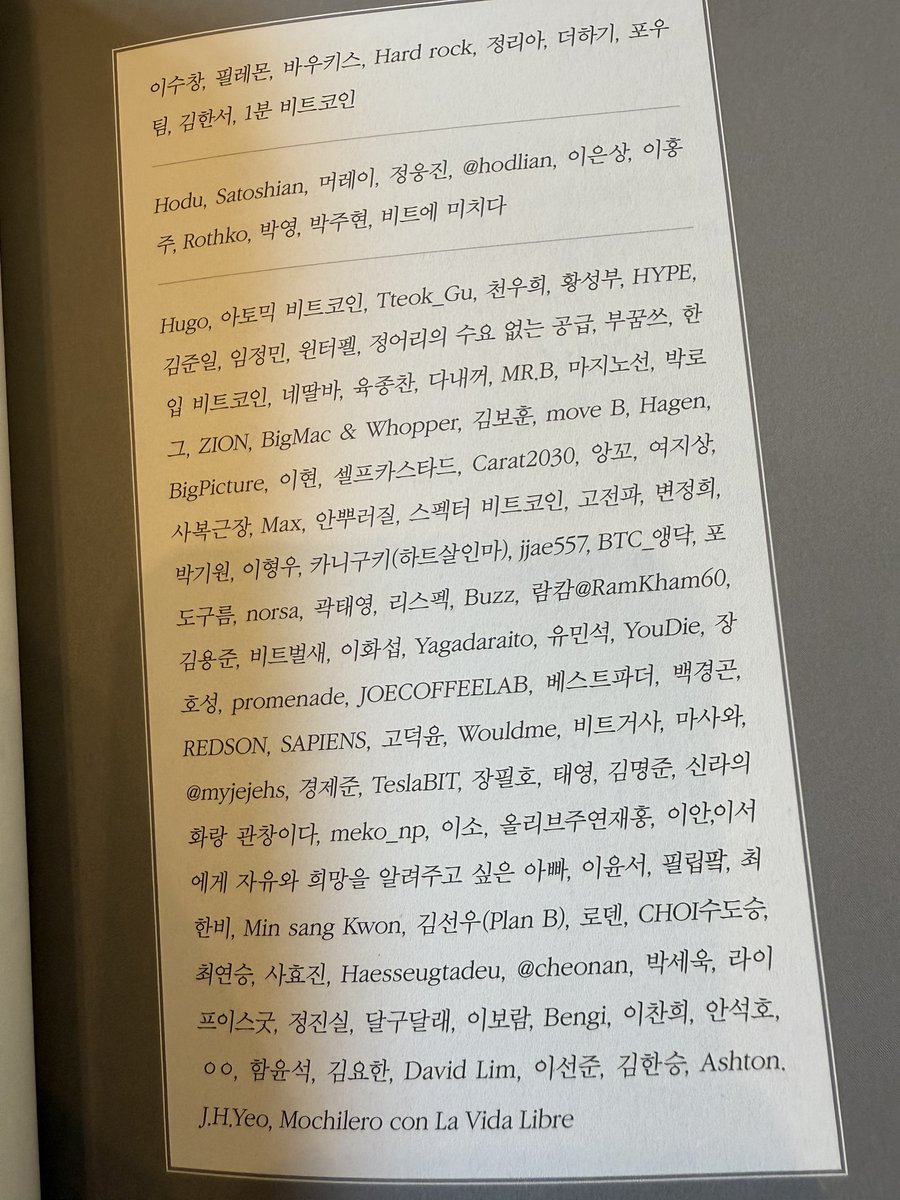 이수창, 필레몬, 바우키스, Hard rock, 정리아, 더하기, 포우
팀, 김한서, 1분 비트코인
Hodu, Satoshian, 머레이, 정웅진, @hodlian, 이은상, 이홍
주, Rothko, 박영, 박주현, 비트에 미치다
Hugo, 아토믹 비트코인, Tteok_Gu, 천우희, 황성부, HYPE,
김준일, 임정민, 윈터펠, 정어리의 수요 없는 공급, 부꿈쓰, 한
입 비트코인, 네딸바, 육종찬, 다내꺼, MR.B, 마지노선, 박로
그, ZION, BigMac & Whopper, 김보훈, move B, Hagen,
BigPicture, 이현, 셀프카스타드, Carat2030, 앙꼬, 여지상,
사복근장, Max, 안뿌러질, 스펙터 비트코인, 고전파, 변정희,
박기원, 이형우, 카니구키(하트살인마), jjae557, BTC_앵닥, 포
도구름, norsa, 곽태영, 리스펙, Buzz, 람캄@RamKham60,
김용준, 비트벌새, 이화섭, Yagadaraito, 유민석, YouDie, 장
호성, promenade, JOECOFFEELAB, 베스트파더, 백경곤,
REDSON, SAPIENS, 고덕윤, Wouldme, 비트거사, 마사와,
@myjejehs, 경제준, TeslaBIT, 장필호, 태영, 김명준, 신라의
화랑 관창이다, meko_np, 이소, 올리브주연재홍, 이안,이서
에게 자유와 희망을 알려주고 싶은 아빠, 이윤서, 필립팤, 최
한비, Min sang Kwon, 김선우(Plan B), 로덴, CHOI수도승,
최연승, 사효진, Haesseugtadeu, @cheonan, 박세욱, 라이
프이스굿, 정진실, 달구달래, 이보람, Bengi, 이찬희, 안석호,
ㅇㅇ, 함윤석, 김요한, David Lim, 이선준, 김한승, Ashton.
J.H.Yeo, Mochilero con La Vida Libre